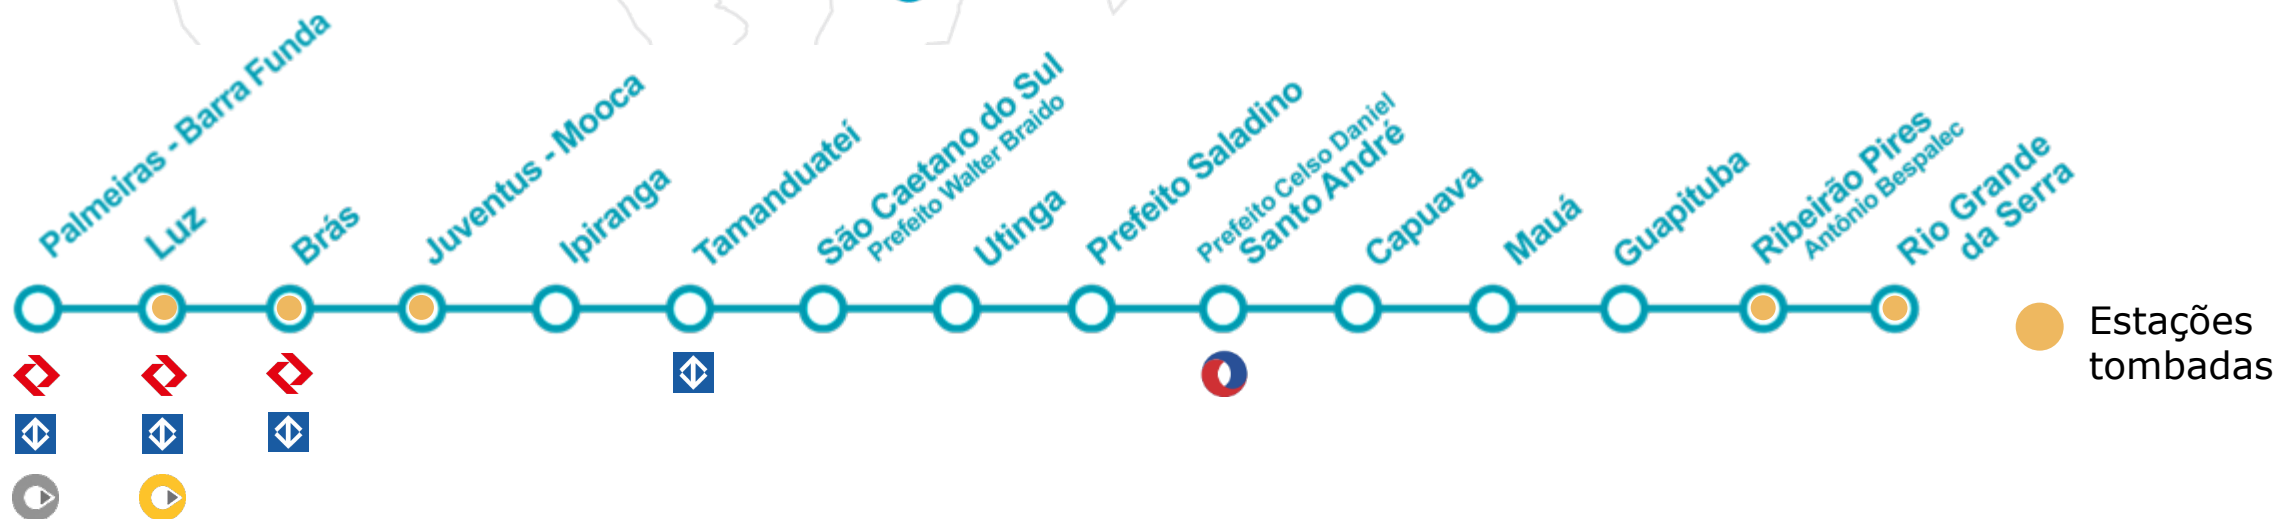 Palmeiras - Barra Funda
Luz
Brás
Juventus - Mooca
Ipiranga
Tamanduateí
São Caetano do Sul
Prefeito Walter Braido
Utinga
Prefeito Saladino
Prefeito Celso Daniel
Santo André
Capuava
Mauá
Guapituba
Ribeirão Pires
Antônio Bespalec
Rio Grande
da Serra
Estações
tombadas